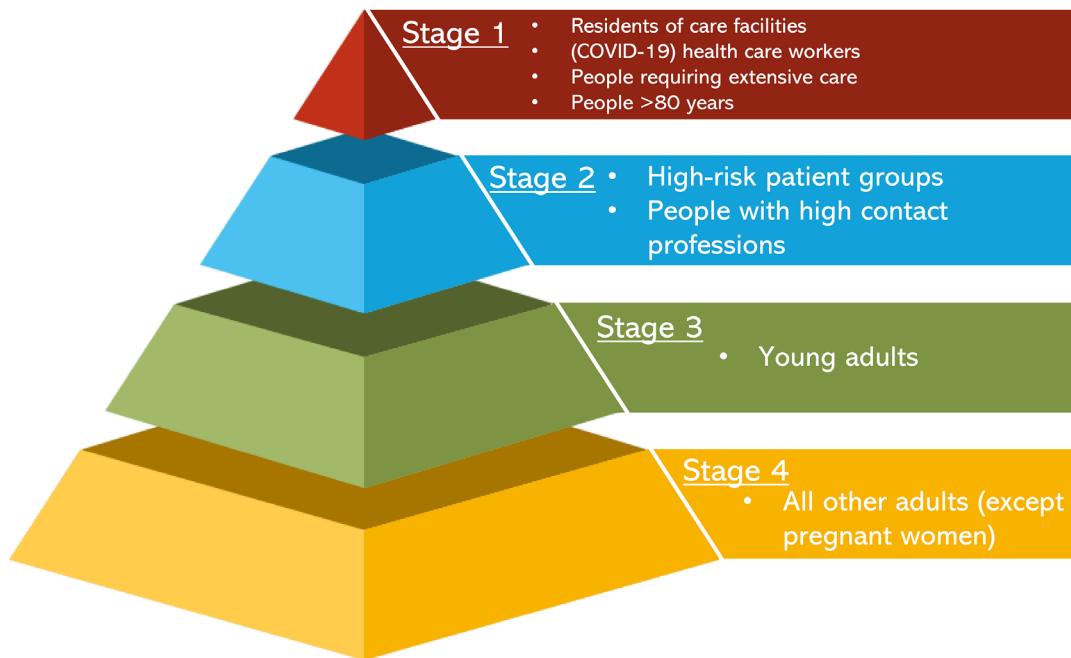 Stage 1
• Residents of care facilities
• (COVID-19) health care workers
• People requiring extensive care
• People >80 years
Stage 2
• High-risk patient groups
• People with high contact
professions
Stage 3
• Young adults
Stage 4
• All other adults (except
pregnant women)